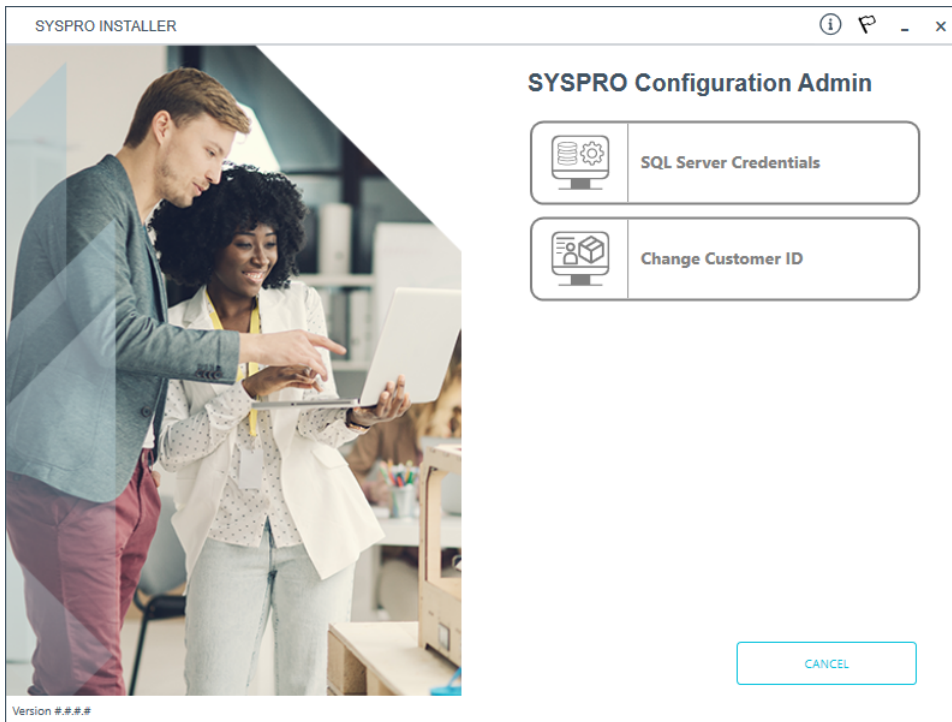 SYSPRO INSTALLER
SYSPRO Configuration Admin
SQL Server Credentials
Change Customer ID
CANCEL
Version #.#.#.#